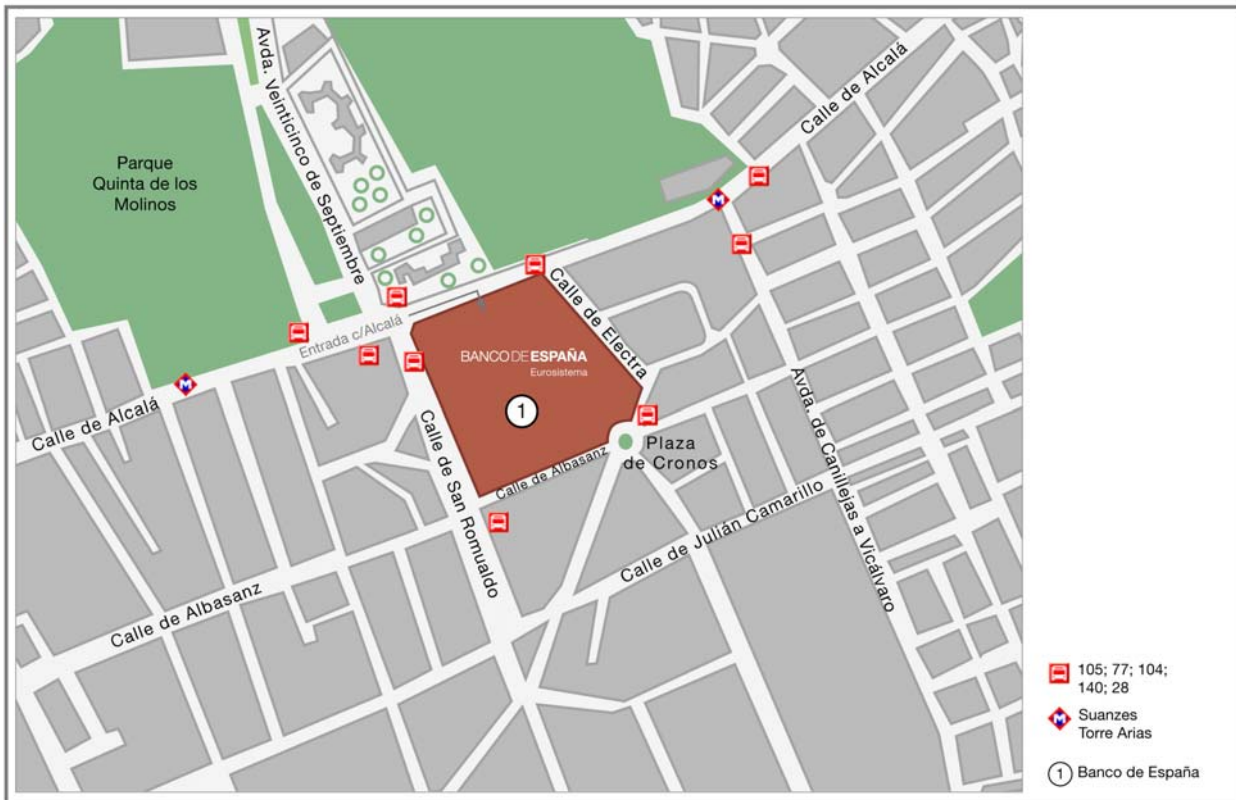 Avda. Veinticinco de Septiembre
Calle de Alcalá
Parque
Quinta de los
Molinos
M
Calle de Electra
Entrada c/Alcalá
BANCO DE ESPAÑA
Eurosistema
M
1
Calle de Alcalá
Calle de San Romualdo
Plaza
de Cronos
Calle de Albasanz
Avda. de Canillejas a Vicálvaro
Calle de Julián Camarillo
Calle de Albasanz
105; 77; 104;
140; 28
M
Suanzes
Torre Arias
1
Banco de España